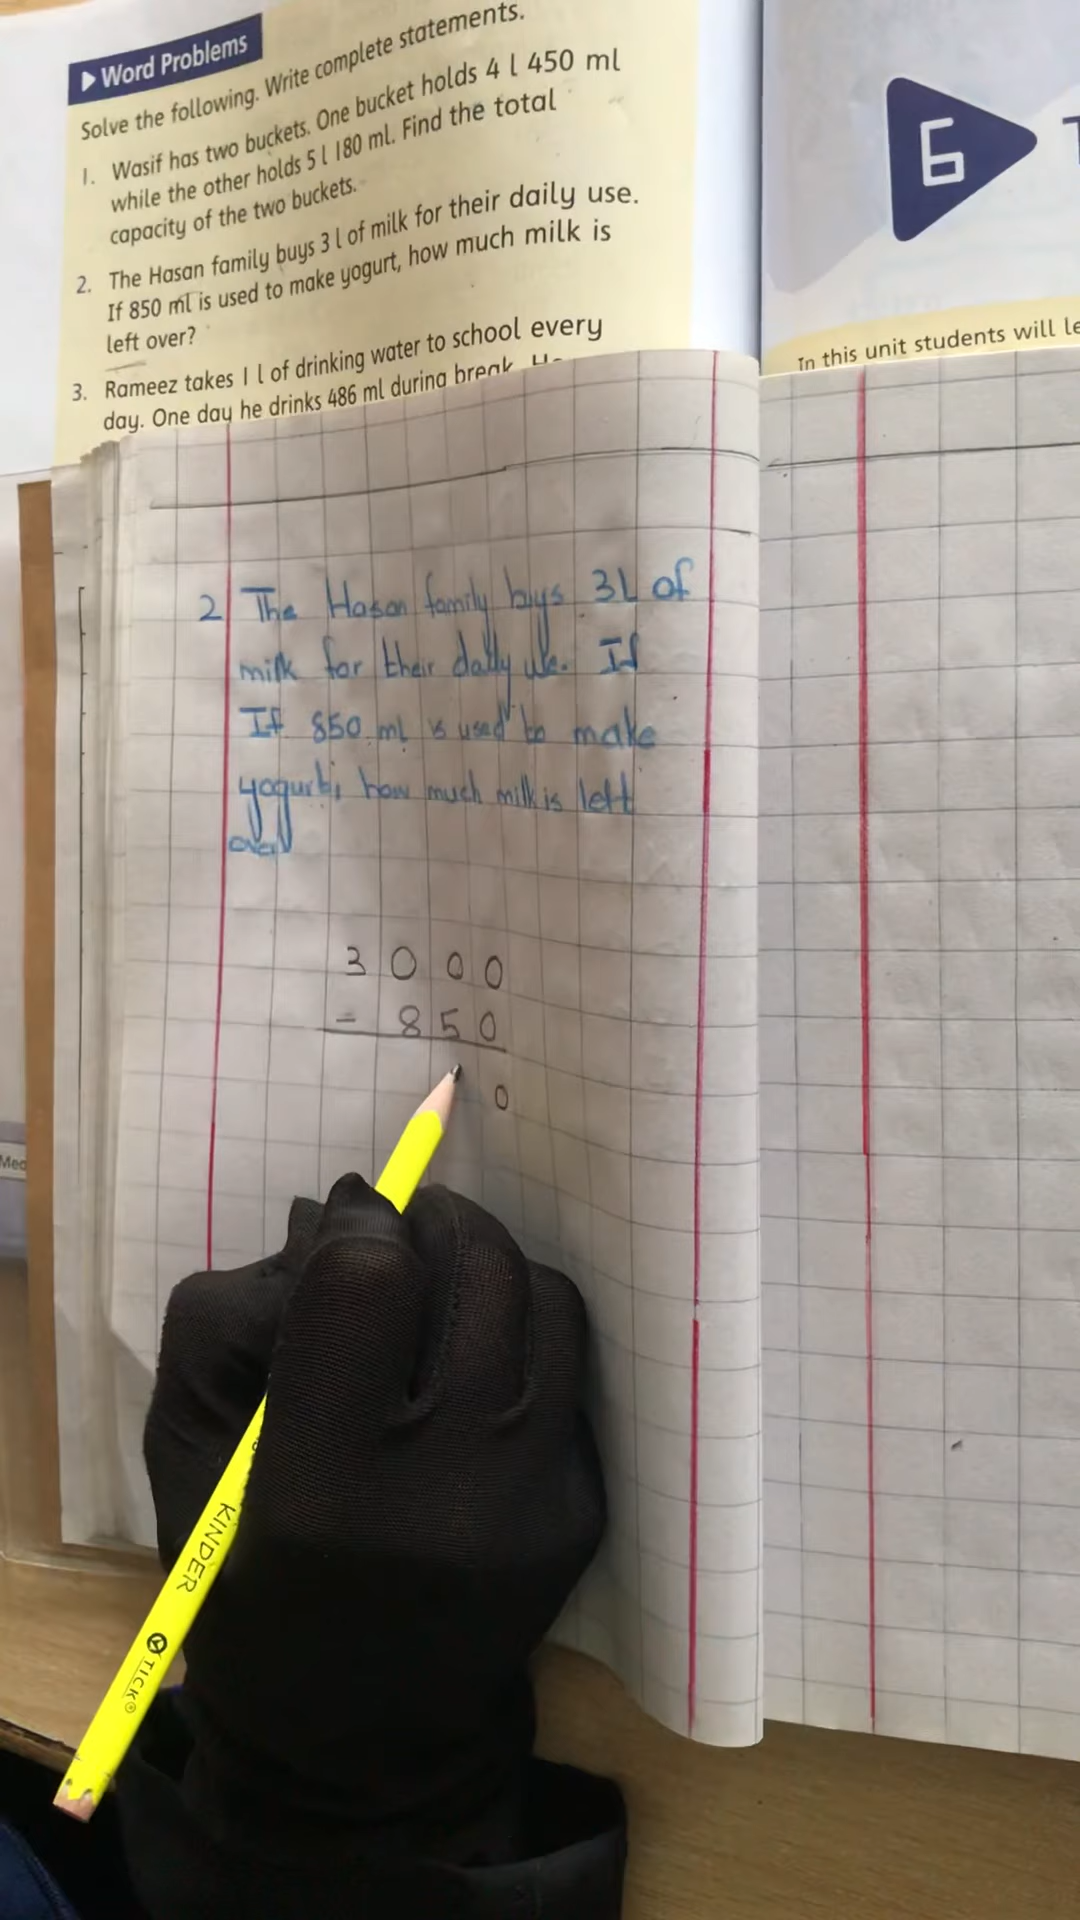 Word Problems
Solve the following. Write complete statements.
1. Wasif has two buckets. One bucket holds 4 l 450 ml
while the other holds 5 l 180 ml. Find the total
capacity of the two buckets.
2. The Hasan family buys 3 l of milk for their daily use.
If 850 ml is used to make yogurt, how much milk is
left over?
3. Rameez takes 1 l of drinking water to school every
day. One day he drinks 486 ml during break.
6
In this unit students will le
2 The Hasan family buys 3L of
milk for their daily use. If
If 850 ml is used to make
yogurt, how much milk is left
over
3 0 0 0
- 8 5 0
0
Med
KINDER
TICK®